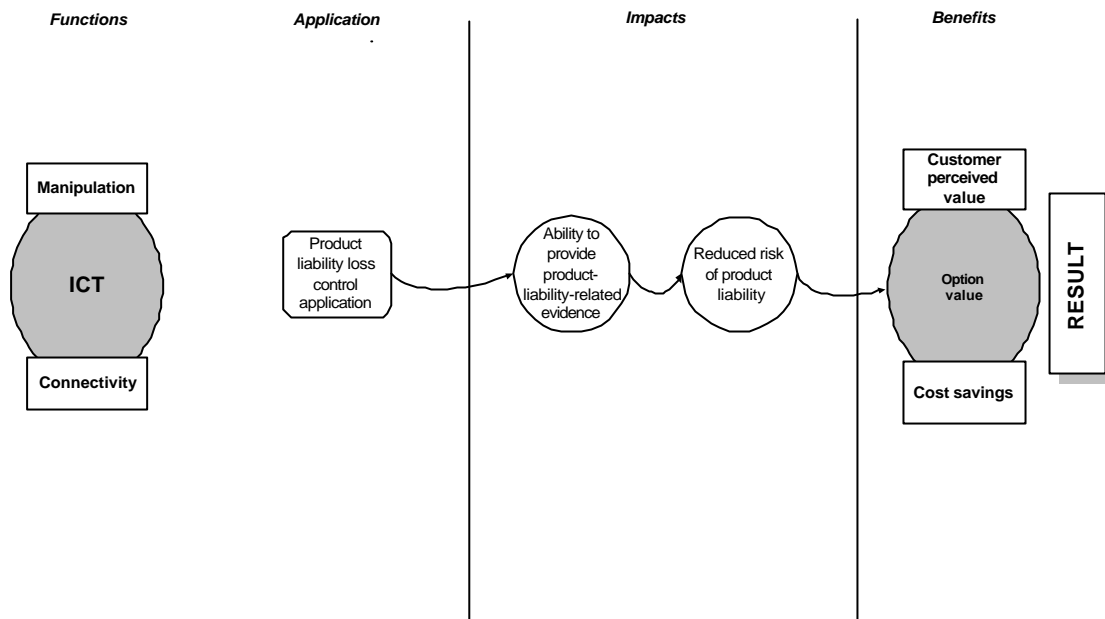 Functions
Application
Impacts
Benefits
.
Manipulation
ICT
Connectivity
Product
liability loss
control
application
Ability to
provide
product-
liability-related
evidence
Reduced risk
of product
liability
Customer
perceived
value
Option
value
Cost savings
RESULT